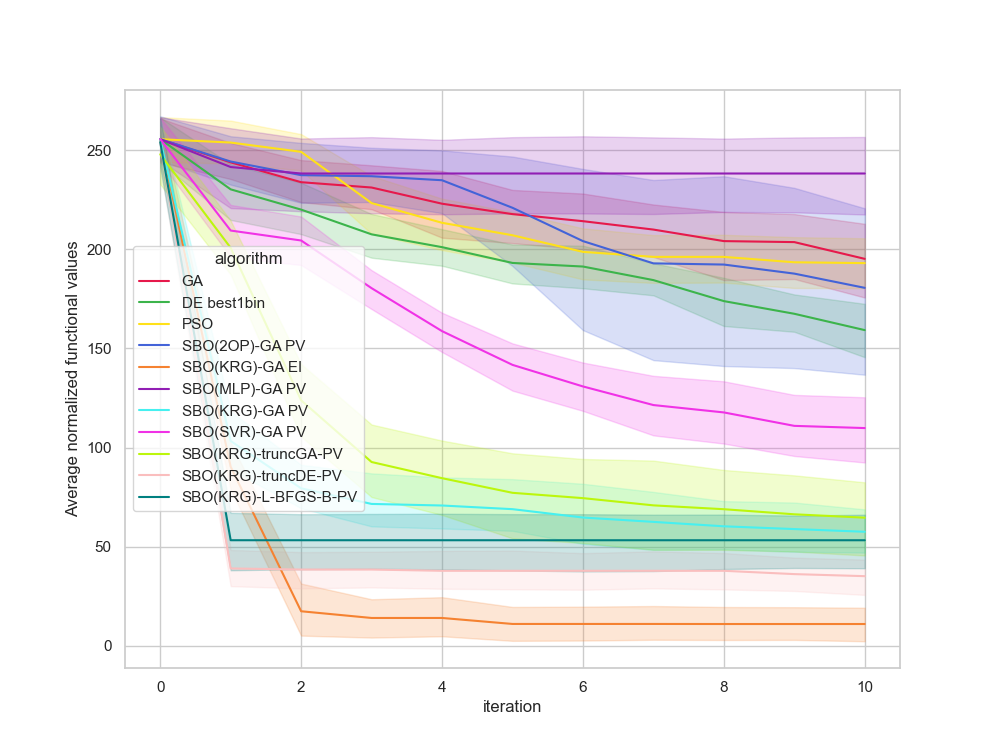 250
200
150
100
50
0
Average normalized functional values
algorithm
GA
DE best1bin
PSO
SBO(2OP)-GA PV
SBO(KRG)-GA EI
SBO(MLP)-GA PV
SBO(KRG)-GA PV
SBO(SVR)-GA PV
SBO(KRG)-truncGA-PV
SBO(KRG)-truncDE-PV
SBO(KRG)-L-BFGS-B-PV
0 2 4 6 8 10
iteration